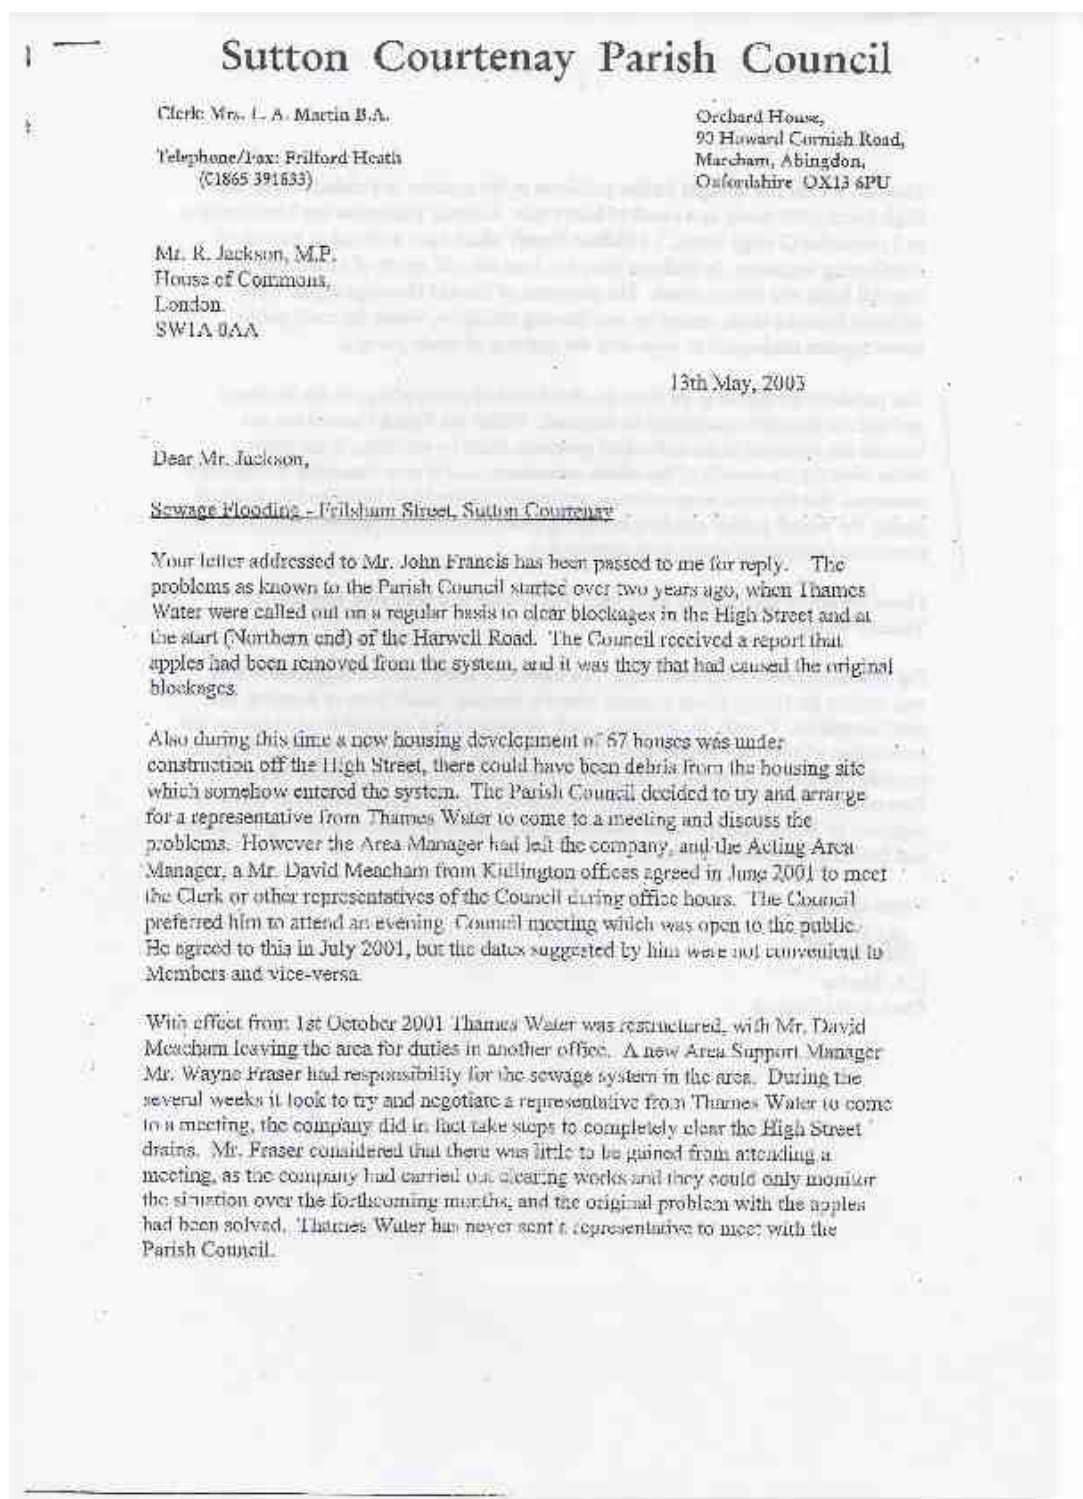 Sutton Courtenay Parish Council
Clerk: Mrs. L. A. Martin B.A.
Telephone/Fax: Frilford Heath
(01865 391833)
Orchard House,
90 Howard Cornish Road,
Marcham, Abingdon,
Oxfordshire OX13 6PU
Mr. R. Jackson, M.P.
House of Commons,
London.
SW1A 0AA
13th May, 2003
Dear Mr. Jackson,
Sewage Flooding - Frilsham Street, Sutton Courtenay
Your letter addressed to Mr. John Francis has been passed to me for reply. The
problems as known to the Parish Council started over two years ago, when Thames
Water were called out on a regular basis to clear blockages in the High Street and at
the start (Northern end) of the Harwell Road. The Council received a report that
apples had been removed from the system, and it was they that had caused the original
blockages.
Also during this time a new housing development of 67 houses was under
construction off the High Street, there could have been debris from the housing site
which somehow entered the system. The Parish Council decided to try and arrange
for a representative from Thames Water to come to a meeting and discuss the
problems. However the Area Manager had left the company, and the Acting Area
Manager, a Mr. David Meacham from Kidlington offices agreed in June 2001 to meet
the Clerk or other representatives of the Council during office hours. The Council
preferred him to attend an evening Council meeting which was open to the public.
He agreed to this in July 2001, but the dates suggested by him were not convenient to
Members and vice-versa.
With effect from 1st October 2001 Thames Water was restructured, with Mr. David
Meacham leaving the area for duties in another office. A new Area Support Manager
Mr. Wayne Fraser had responsibility for the sewage system in the area. During the
several weeks it took to try and negotiate a representative from Thames Water to come
to a meeting, the company did in fact take steps to completely clear the High Street
drains. Mr. Fraser considered that there was little to be gained from attending a
meeting, as the company had carried out clearing works and they could only monitor
the situation over the forthcoming months, and the original problem with the apples
had been solved. Thames Water has never sent a representative to meet with the
Parish Council.